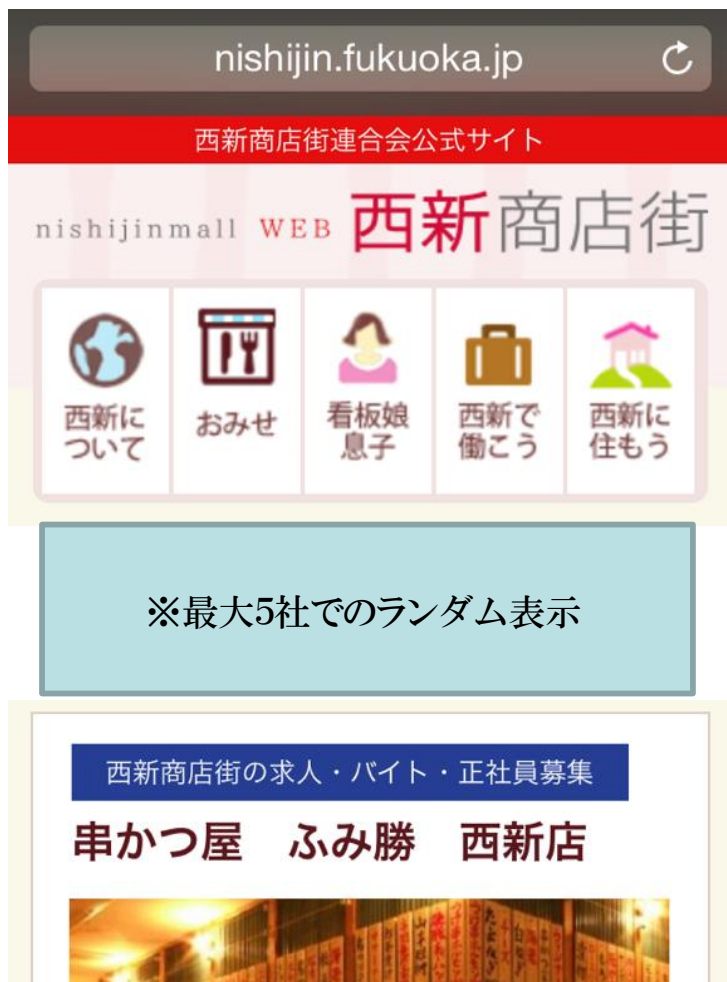 nishijin.fukuoka.jp
西新商店街連合会公式サイト
nishijinmall WEB 西新商店街
西新に
ついて
おみせ
看板娘
息子
西新で
働こう
西新に
住もう
※最大5社でのランダム表示
西新商店街の求人・バイト・正社員募集
串かつ屋　ふみ勝　西新店